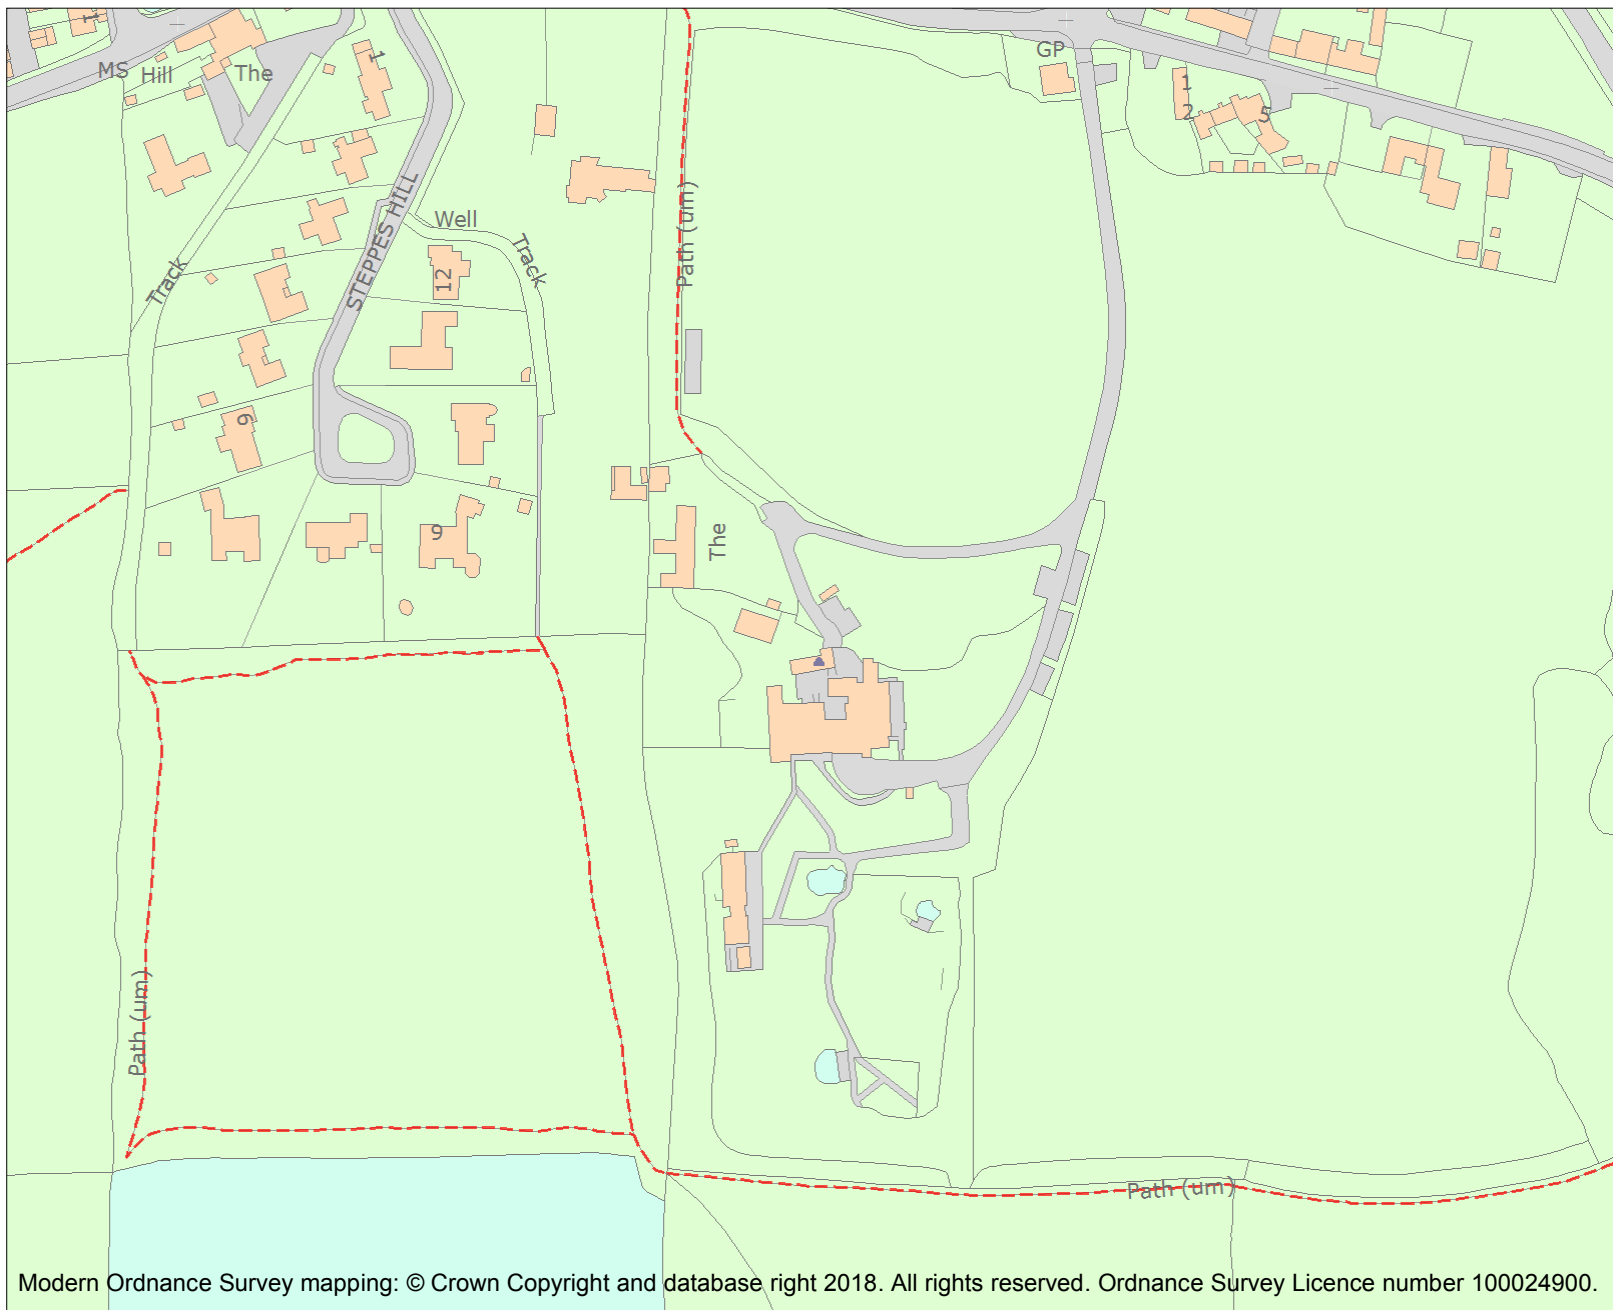 1
MS
Hill
The
1
GP
1
2
5
STEPPES HILL
Well
Track
Track
12
Path (um)
6
9
The
Path (um)
Path (um)
Modern Ordnance Survey mapping: © Crown Copyright and database right 2018. All rights reserved. Ordnance Survey Licence number 100024900.